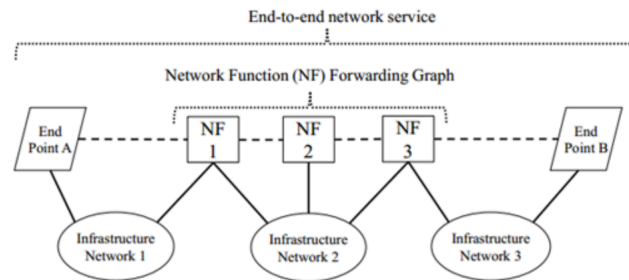 End-to-end network service
Network Function (NF) Forwarding Graph
End
Point A
NF
1
NF
2
NF
3
End
Point B
Infrastructure
Network 1
Infrastructure
Network 2
Infrastructure
Network 3